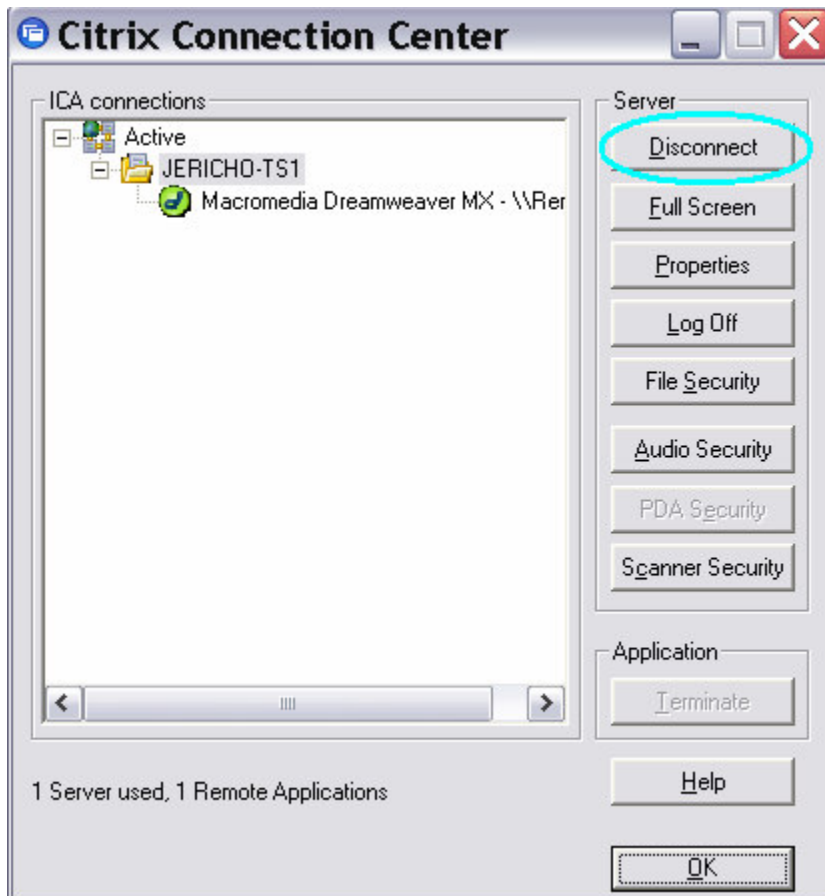 Citrix Connection Center
ICA connections
Active
JERICHO-TS1
Macromedia Dreamweaver MX - \\Rer
Server
Disconnect
Full Screen
Properties
Log Off
File Security
Audio Security
PDA Security
Scanner Security
Application
Terminate
1 Server used, 1 Remote Applications
Help
OK